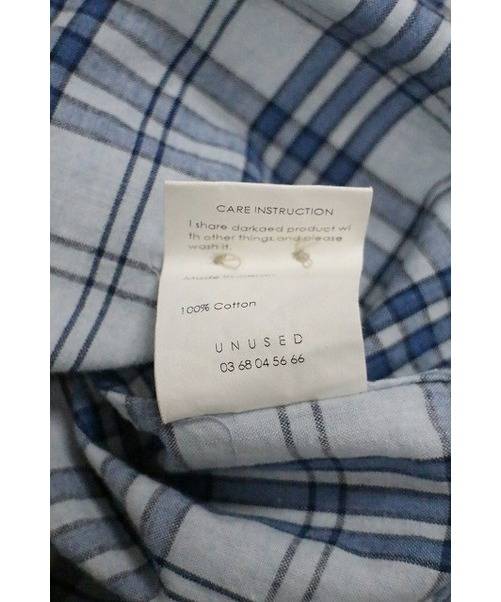 CARE INSTRUCTION
I share darkaed product wi
th other things,and please
wash it.
100% Cotton
UNUSED
03 68 04 56 66